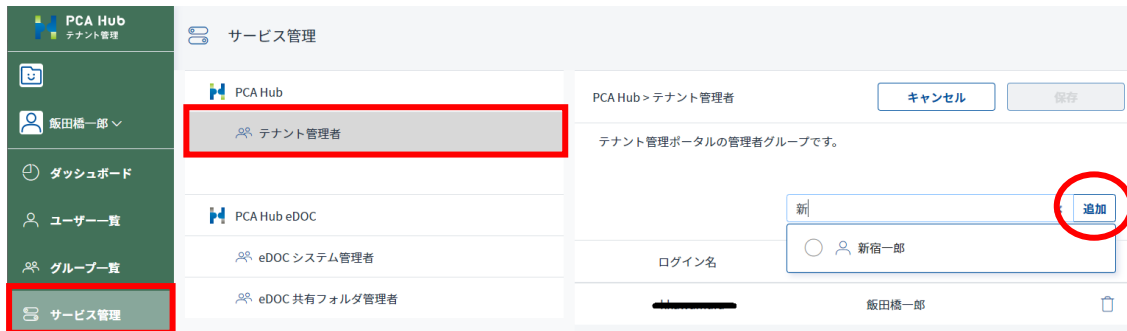 PCA Hub
テナント管理
飯田橋一郎
ダッシュボード
ユーザー一覧
グループ一覧
サービス管理
サービス管理
PCA Hub
テナント管理者
PCA Hub eDOC
eDOC システム管理者
eDOC 共有フォルダ管理者
PCA Hub > テナント管理者
キャンセル
保存
テナント管理ポータルの管理者グループです。
新
追加
新宿一郎
ログイン名
飯田橋一郎